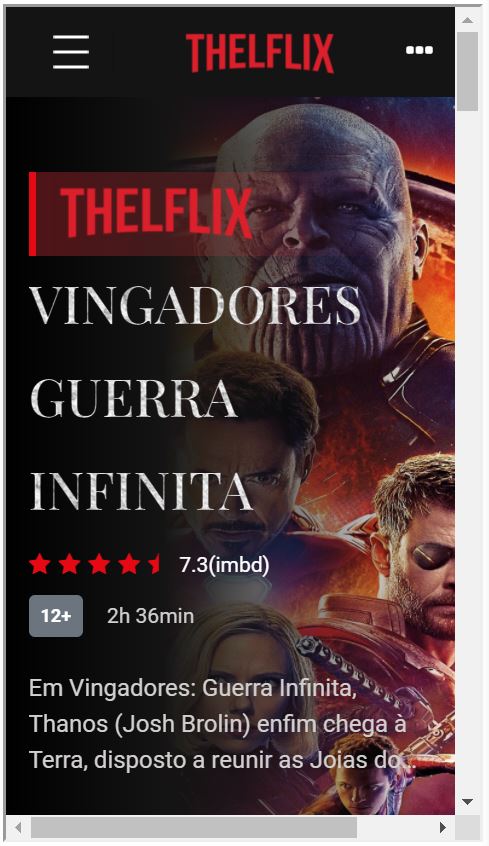 THELFLIX
THELFLIX
VINGADORES
GUERRA
INFINITA
7.3(imbd)
12+ 2h 36min
Em Vingadores: Guerra Infinita,
Thanos (Josh Brolin) enfim chega à
Terra, disposto a reunir as Joias do...